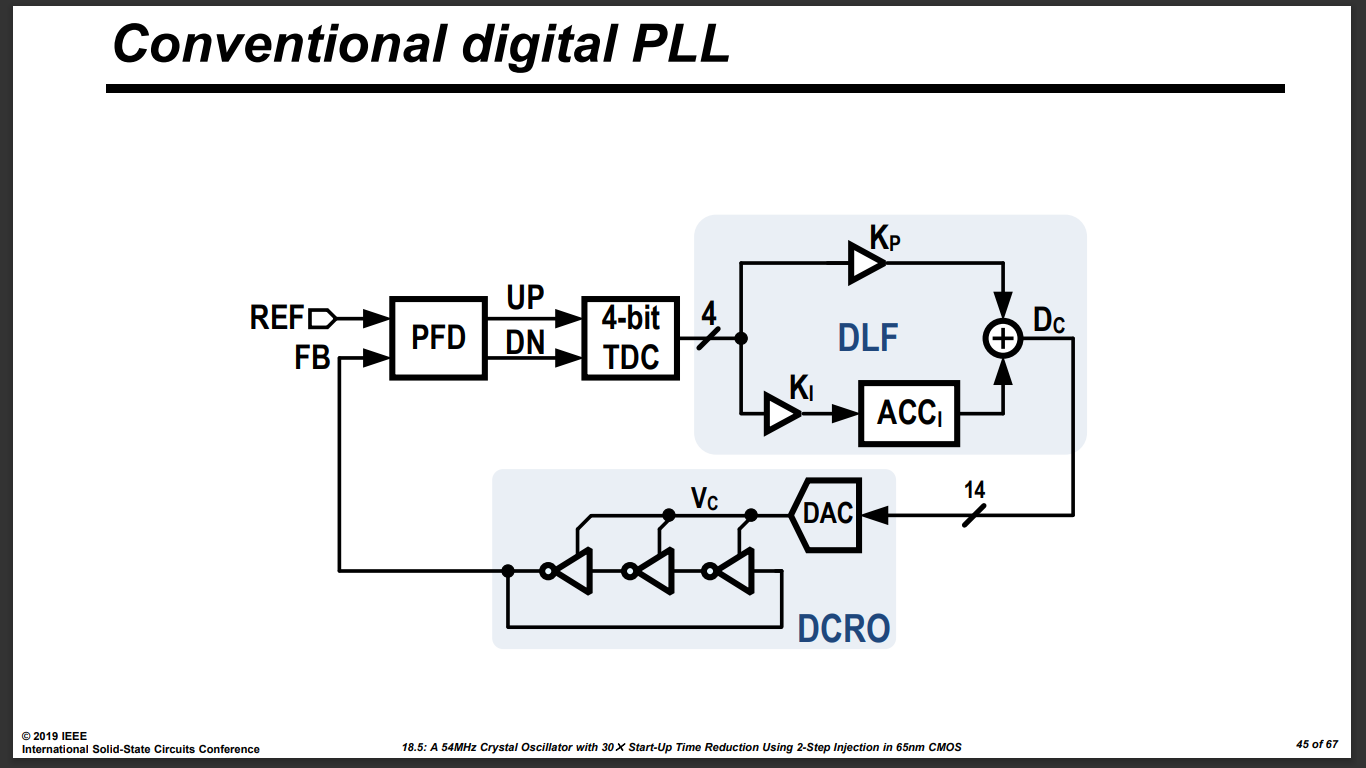 Conventional digital PLL
REF
FB
PFD
UP
DN
4-bit
TDC
4
KP
DLF
KI
ACCI
DC
14
DAC
VC
DCRO
© 2019 IEEE
International Solid-State Circuits Conference
18.5: A 54MHz Crystal Oscillator with 30✕ Start-Up Time Reduction Using 2-Step Injection in 65nm CMOS
45 of 67